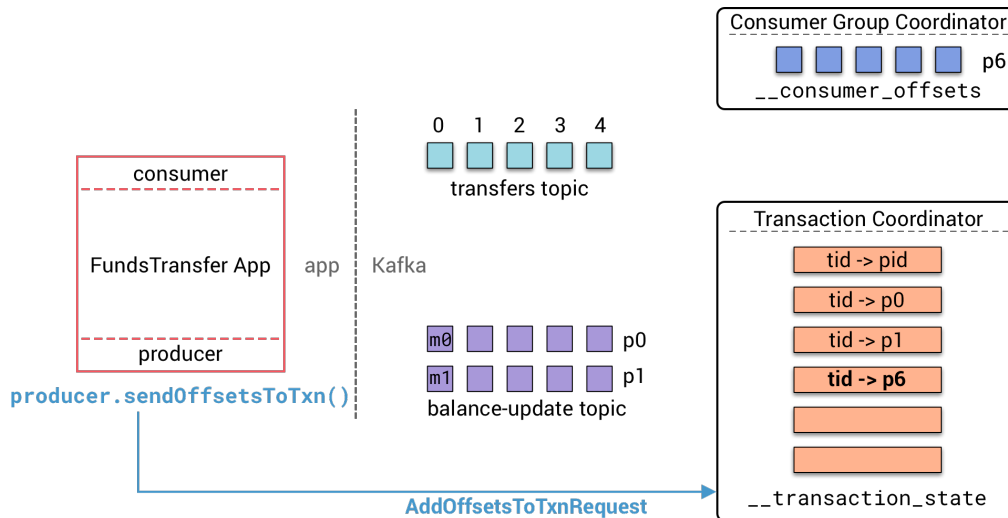 Consumer Group Coordinator
p6
__consumer_offsets
0 1 2 3 4
transfers topic
consumer
FundsTransfer App
producer
app
Kafka
producer.sendOffsetsToTxn()
m0
p0
m1
p1
balance-update topic
Transaction Coordinator
tid -> pid
tid -> p0
tid -> p1
tid -> p6
__transaction_state
AddOffsetsToTxnRequest